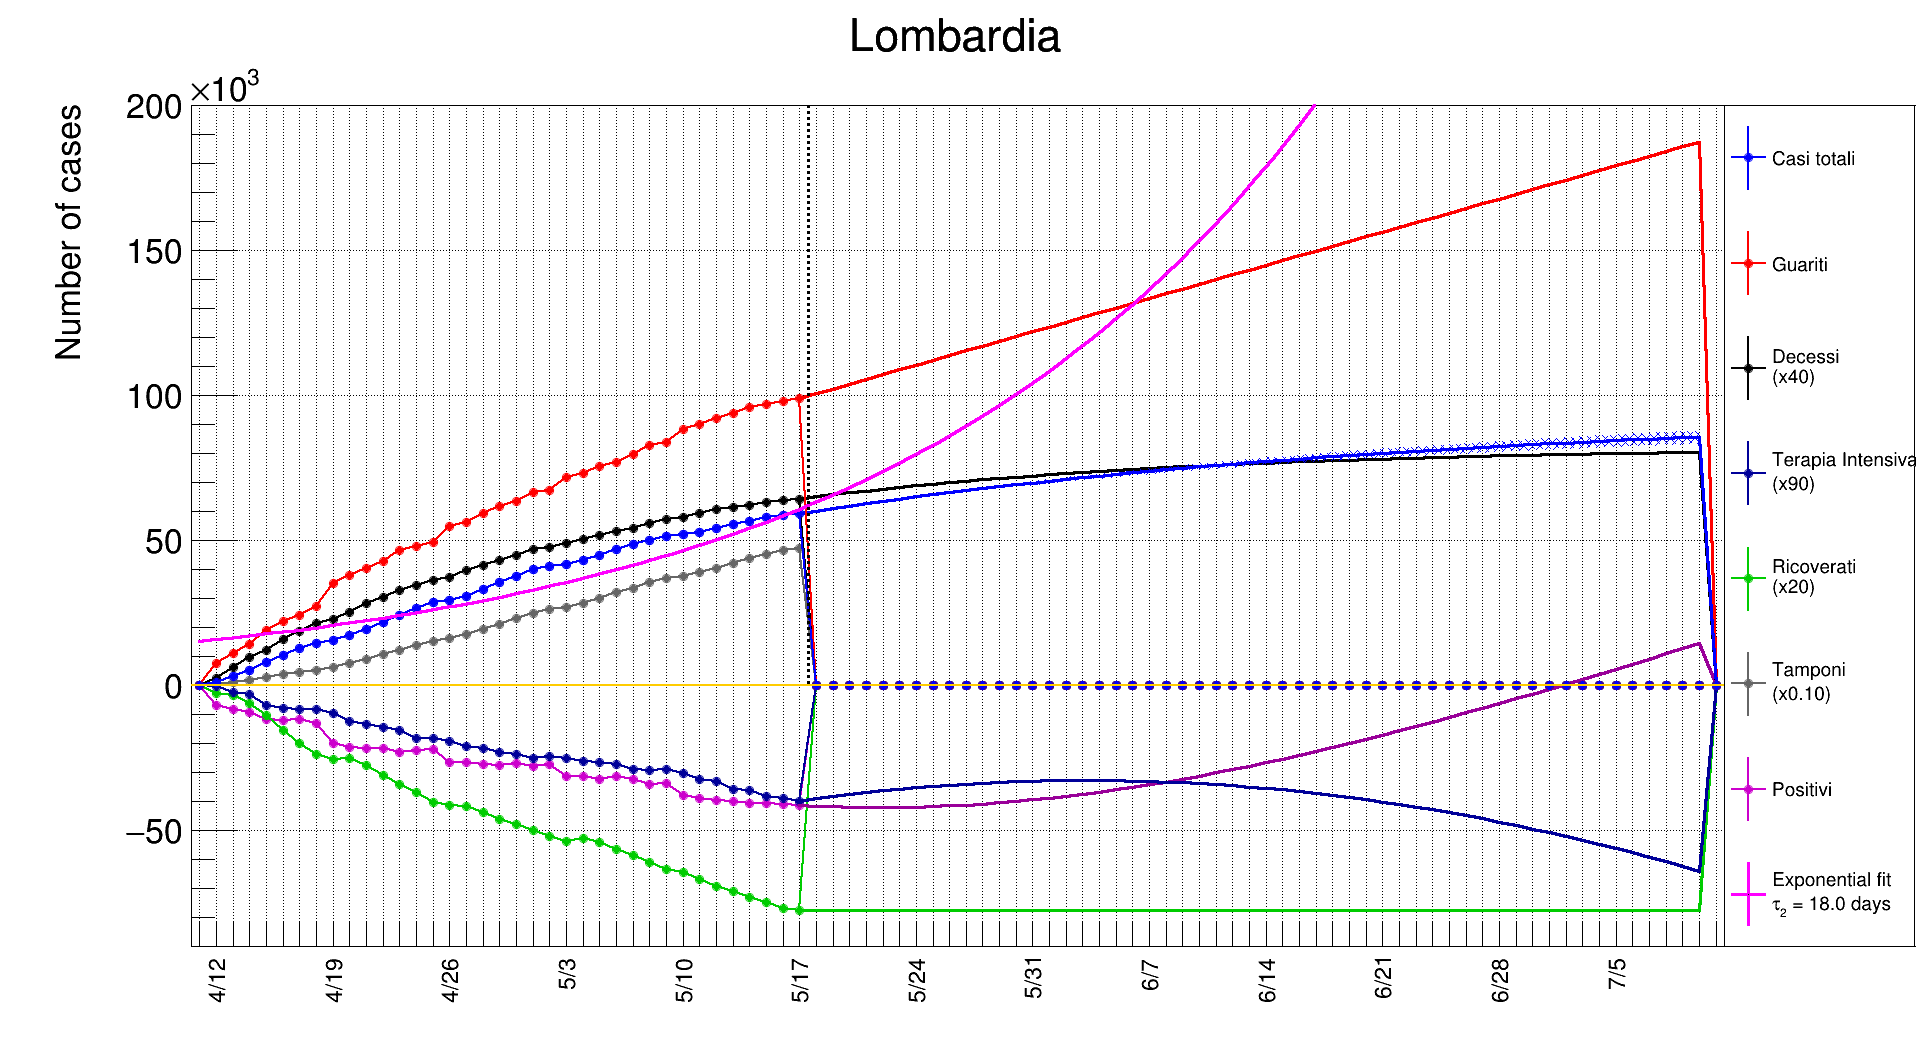 Lombardia
×10³
Number of cases
200
150
100
50
0
−50
4/12
4/19
4/26
5/3
5/10
5/17
5/24
5/31
6/7
6/14
6/21
6/28
7/5
Casi totali
Guariti
Decessi
(x40)
Terapia Intensiva
(x90)
Ricoverati
(x20)
Tamponi
(x0.10)
Positivi
Exponential fit
τ₂ = 18.0 days